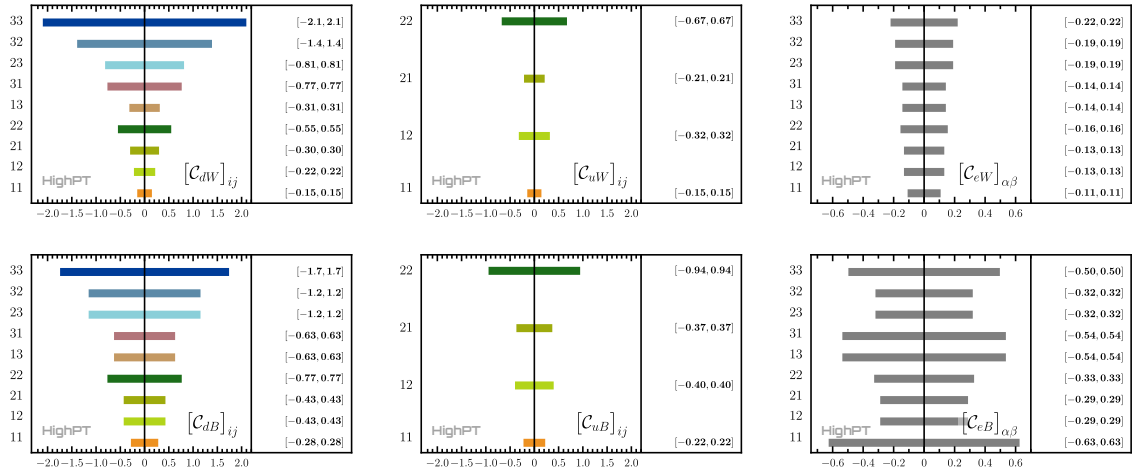 33 [−2.1, 2.1]
32 [−1.4, 1.4]
23 [−0.81, 0.81]
31 [−0.77, 0.77]
13 [−0.31, 0.31]
22 [−0.55, 0.55]
21 [−0.30, 0.30]
12 [−0.22, 0.22]
11 [−0.15, 0.15]
HighPT [𝒞_dW]_ij
−2.0 −1.5 −1.0 −0.5 0 0.5 1.0 1.5 2.0
22 [−0.67, 0.67]
21 [−0.21, 0.21]
12 [−0.32, 0.32]
11 [−0.15, 0.15]
HighPT [𝒞_uW]_ij
−2.0 −1.5 −1.0 −0.5 0 0.5 1.0 1.5 2.0
33 [−0.22, 0.22]
32 [−0.19, 0.19]
23 [−0.19, 0.19]
31 [−0.14, 0.14]
13 [−0.14, 0.14]
22 [−0.16, 0.16]
21 [−0.13, 0.13]
12 [−0.13, 0.13]
11 [−0.11, 0.11]
HighPT [𝒞_eW]_αβ
−0.6 −0.4 −0.2 0 0.2 0.4 0.6
33 [−1.7, 1.7]
32 [−1.2, 1.2]
23 [−1.2, 1.2]
31 [−0.63, 0.63]
13 [−0.63, 0.63]
22 [−0.77, 0.77]
21 [−0.43, 0.43]
12 [−0.43, 0.43]
11 [−0.28, 0.28]
HighPT [𝒞_dB]_ij
−2.0 −1.5 −1.0 −0.5 0 0.5 1.0 1.5 2.0
22 [−0.94, 0.94]
21 [−0.37, 0.37]
12 [−0.40, 0.40]
11 [−0.22, 0.22]
HighPT [𝒞_uB]_ij
−2.0 −1.5 −1.0 −0.5 0 0.5 1.0 1.5 2.0
33 [−0.50, 0.50]
32 [−0.32, 0.32]
23 [−0.32, 0.32]
31 [−0.54, 0.54]
13 [−0.54, 0.54]
22 [−0.33, 0.33]
21 [−0.29, 0.29]
12 [−0.29, 0.29]
11 [−0.63, 0.63]
HighPT [𝒞_eB]_αβ
−0.6 −0.4 −0.2 0 0.2 0.4 0.6